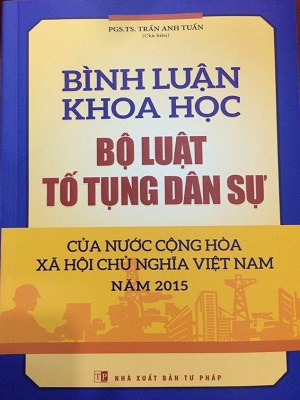 PGS.TS. TRẦN ANH TUẤN
(Chủ biên)
BÌNH LUẬN
KHOA HỌC
BỘ LUẬT
TỐ TỤNG DÂN SỰ
CỦA NƯỚC CỘNG HÒA
XÃ HỘI CHỦ NGHĨA VIỆT NAM
NĂM 2015
TP NHÀ XUẤT BẢN TƯ PHÁP